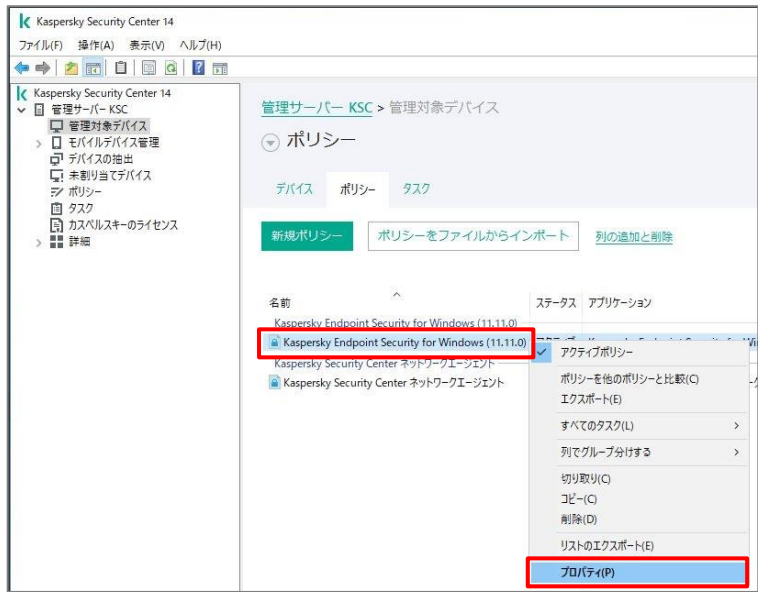 Kaspersky Security Center 14
ファイル(F) 操作(A) 表示(V) ヘルプ(H)
Kaspersky Security Center 14
管理サーバー KSC
管理対象デバイス
モバイルデバイス管理
デバイスの抽出
未割り当てデバイス
ポリシー
タスク
カスペルスキーのライセンス
詳細
管理サーバー KSC > 管理対象デバイス
ポリシー
デバイス ポリシー タスク
新規ポリシー ポリシーをファイルからインポート 列の追加と削除
名前 ステータス アプリケーション
Kaspersky Endpoint Security for Windows (11.11.0)
Kaspersky Endpoint Security for Windows (11.11.0)
Kaspersky Security Center ネットワークエージェント
Kaspersky Security Center ネットワークエージェント
アクティブポリシー
ポリシーを他のポリシーと比較(C)
エクスポート(E)
すべてのタスク(L)
列でグループ分けする
切り取り(C)
コピー(C)
削除(D)
リストのエクスポート(E)
プロパティ(P)